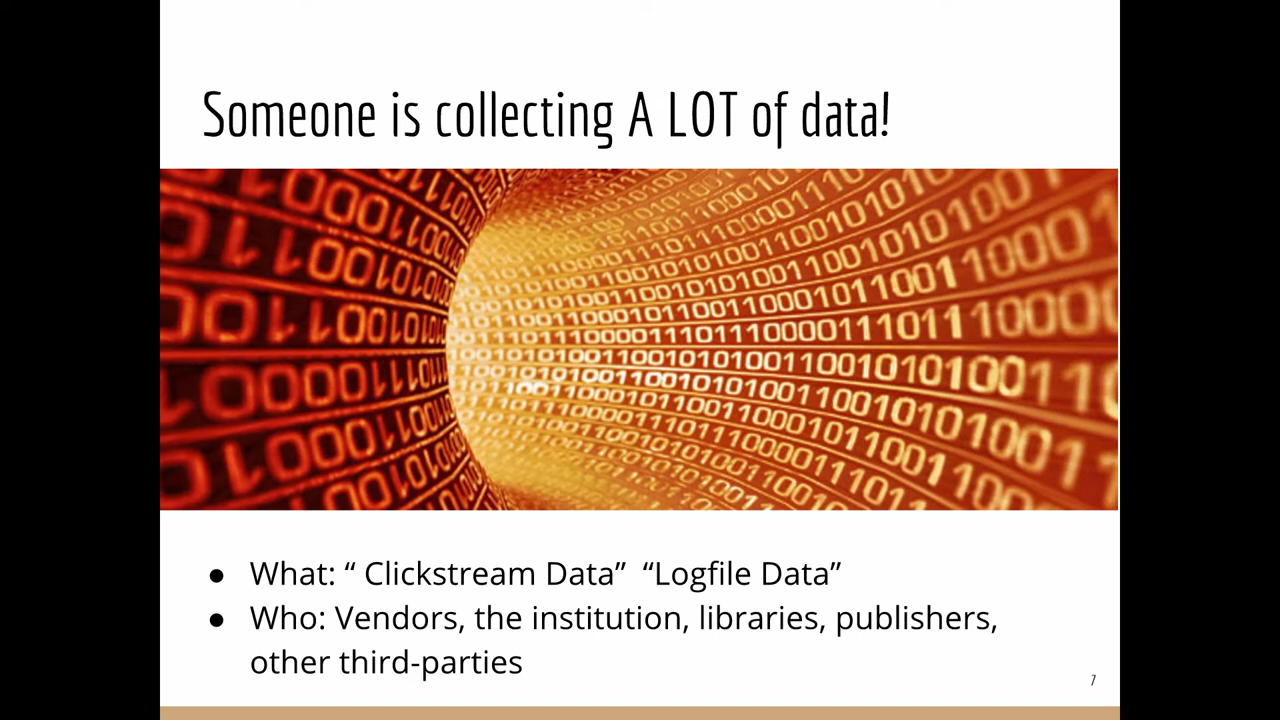 Someone is collecting A LOT of data!
● What: “ Clickstream Data”  “Logfile Data”
● Who: Vendors, the institution, libraries, publishers,
other third-parties
7